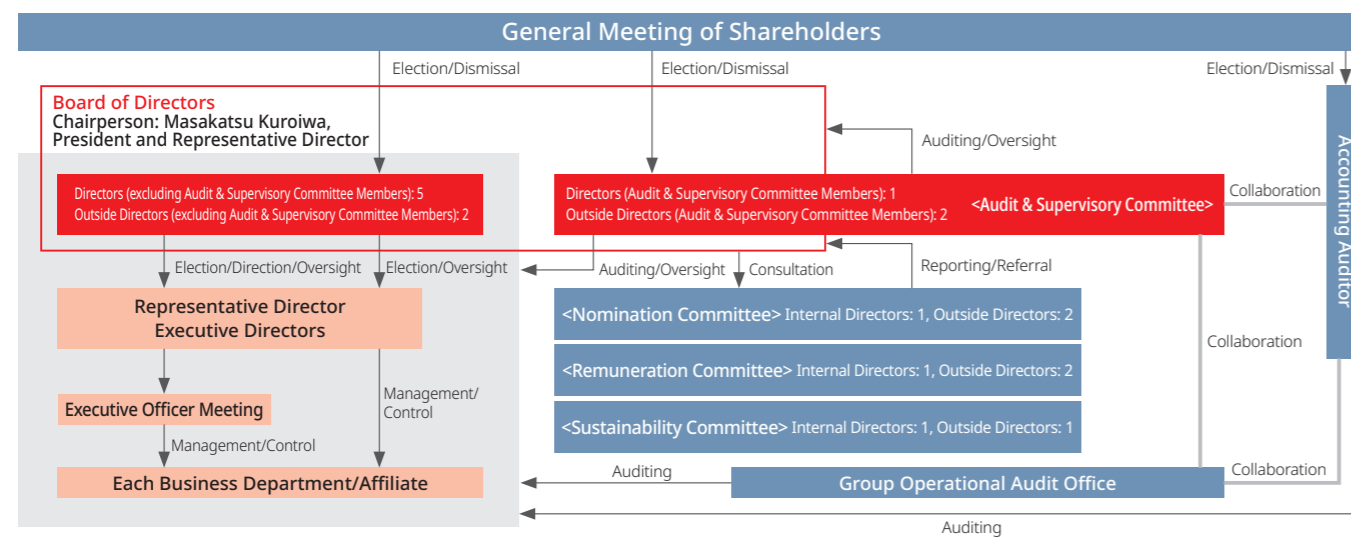 General Meeting of Shareholders
Election/Dismissal
Election/Dismissal
Election/Dismissal
Board of Directors
Chairperson: Masakatsu Kuroiwa,
President and Representative Director
Auditing/Oversight
Accounting Auditor
Directors (excluding Audit & Supervisory Committee Members): 5
Outside Directors (excluding Audit & Supervisory Committee Members): 2
Directors (Audit & Supervisory Committee Members): 1
Outside Directors (Audit & Supervisory Committee Members): 2
<Audit & Supervisory Committee>
Collaboration
Election/Direction/Oversight
Election/Oversight
Auditing/Oversight
Consultation
Reporting/Referral
Representative Director
Executive Directors
<Nomination Committee> Internal Directors: 1, Outside Directors: 2
Collaboration
<Remuneration Committee> Internal Directors: 1, Outside Directors: 2
Management/
Control
Executive Officer Meeting
<Sustainability Committee> Internal Directors: 1, Outside Directors: 1
Management/Control
Each Business Department/Affiliate
Auditing
Group Operational Audit Office
Collaboration
Auditing